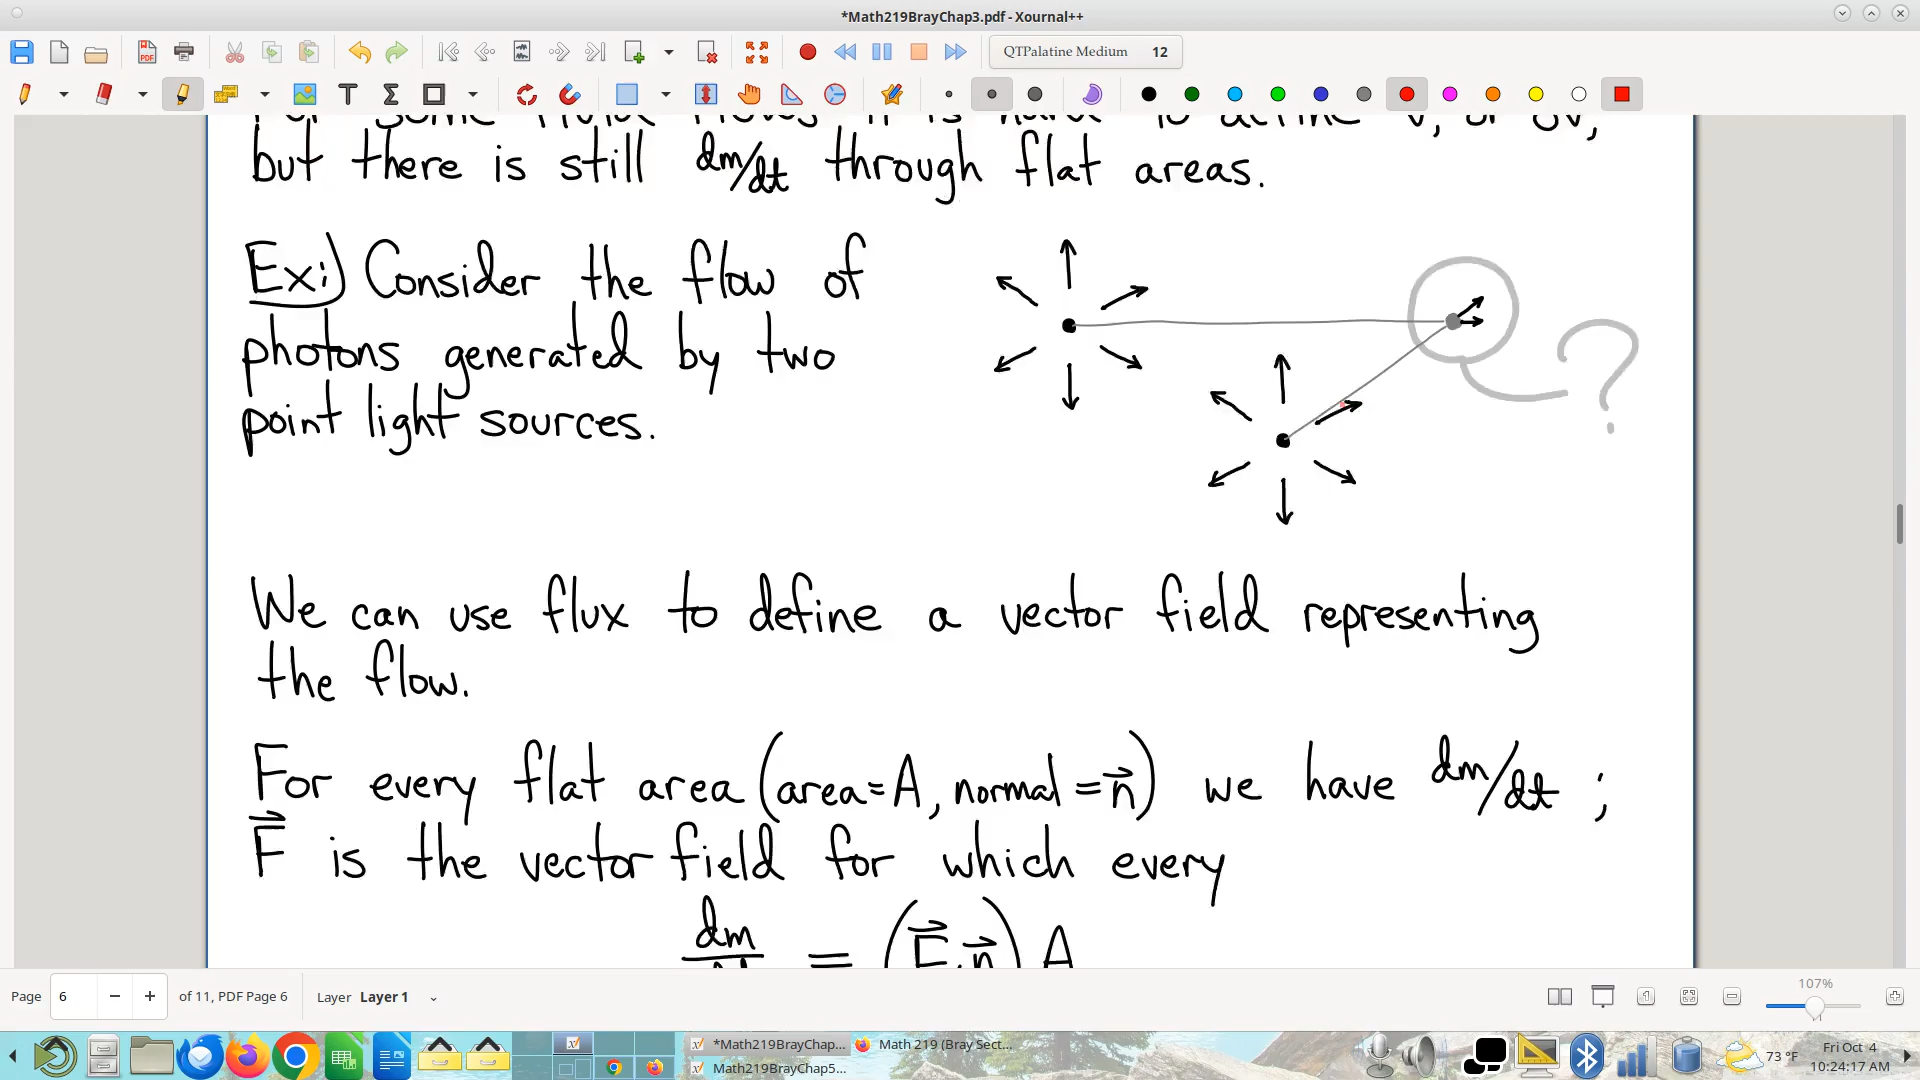 *Math219BrayChap3.pdf - Xournal++
QTPalatine Medium 12
but there is still dm/dt through flat areas.
Ex:) Consider the flow of
photons generated by two
point light sources.
?
We can use flux to define a vector field representing
the flow.
For every flat area (area=A, normal = n⃗) we have dm/dt ;
F⃗ is the vector field for which every
dm = (F⃗·n⃗) A
Page 6 of 11, PDF Page 6 Layer Layer 1
107%
*Math219BrayChap...
Math 219 (Bray Sect...
Math219BrayChap5...
73 °F
Fri Oct 4
10:24:17 AM